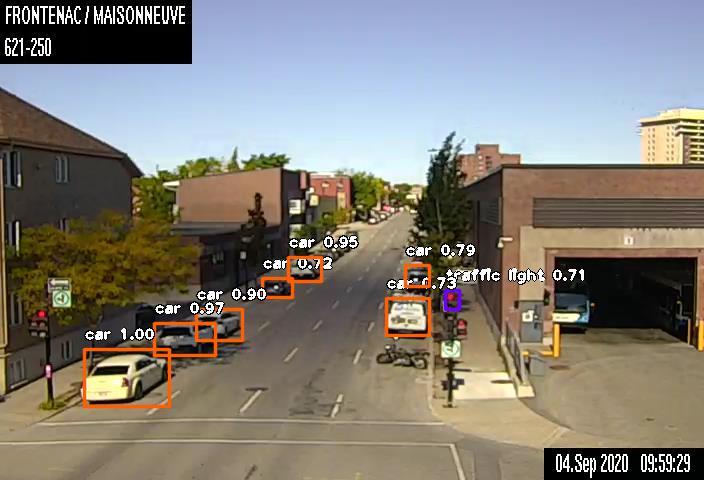 FRONTENAC / MAISONNEUVE
621-250
car 0.95
car 0.79
car 0.72
traffic light 0.71
car 0.73
car 0.90
car 0.97
car 1.00
04.Sep 2020 09:59:29